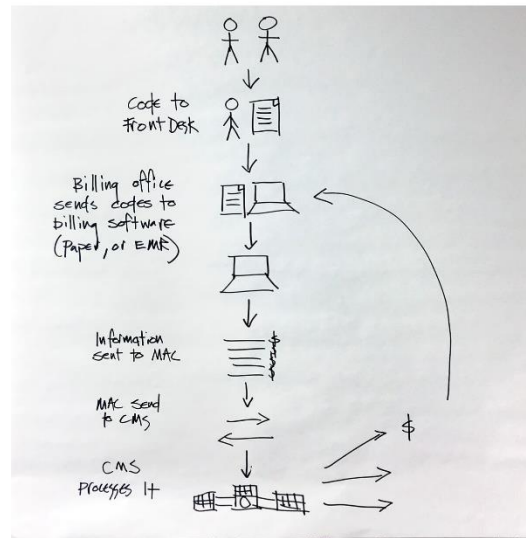 Code to
Front Desk
Billing office
sends codes to
billing software
(Paper, or EMR)
Information
sent to MAC
MAC send
to CMS
$
CMS
Processes It